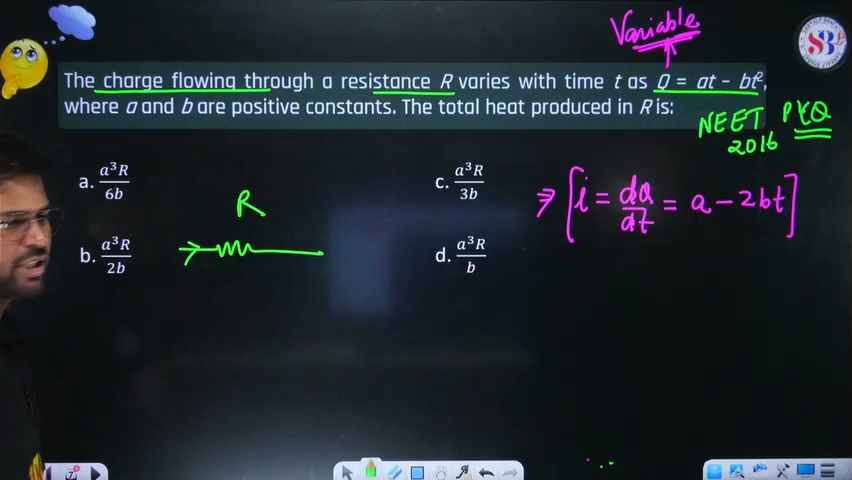 Variable
SB
The charge flowing through a resistance R varies with time t as Q = at – bt²,
where a and b are positive constants. The total heat produced in R is:
NEET PYQ
2016
a. a³R/6b
c. a³R/3b
R
⇒ [i = dQ/dt = a – 2bt]
b. a³R/2b
d. a³R/b